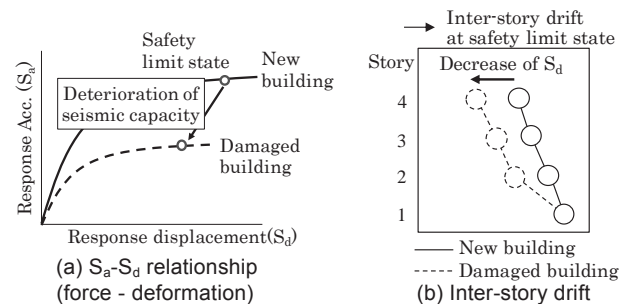 (a)
Safety
limit state
New
building
Deterioration of
seismic capacity
Damaged
building
Response Acc. (Sa)
Response displacement(Sd)
(a) Sa-Sd relationship
(force - deformation)
(b)
Inter-story drift
at safety limit state
Story
Decrease of Sd
4
3
2
1
New building
Damaged building
(b) Inter-story drift